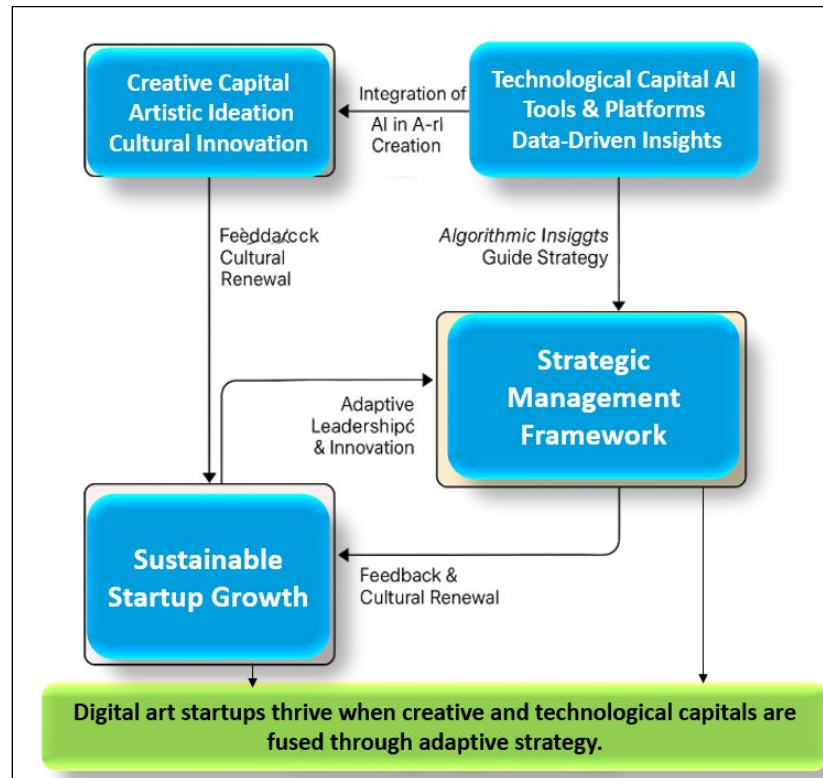 Creative Capital
Artistic Ideation
Cultural Innovation
Integration of
AI in A-rl
Creation
Technological Capital AI
Tools & Platforms
Data-Driven Insights
Cultural
Renewal
Algorithmic Insiggts
Guide Strategy
Strategic
Management
Framework
Adaptive
Leadershipć
& Innovation
Sustainable
Startup Growth
Feedback &
Cultural Renewal
Digital art startups thrive when creative and technological capitals are
fused through adaptive strategy.